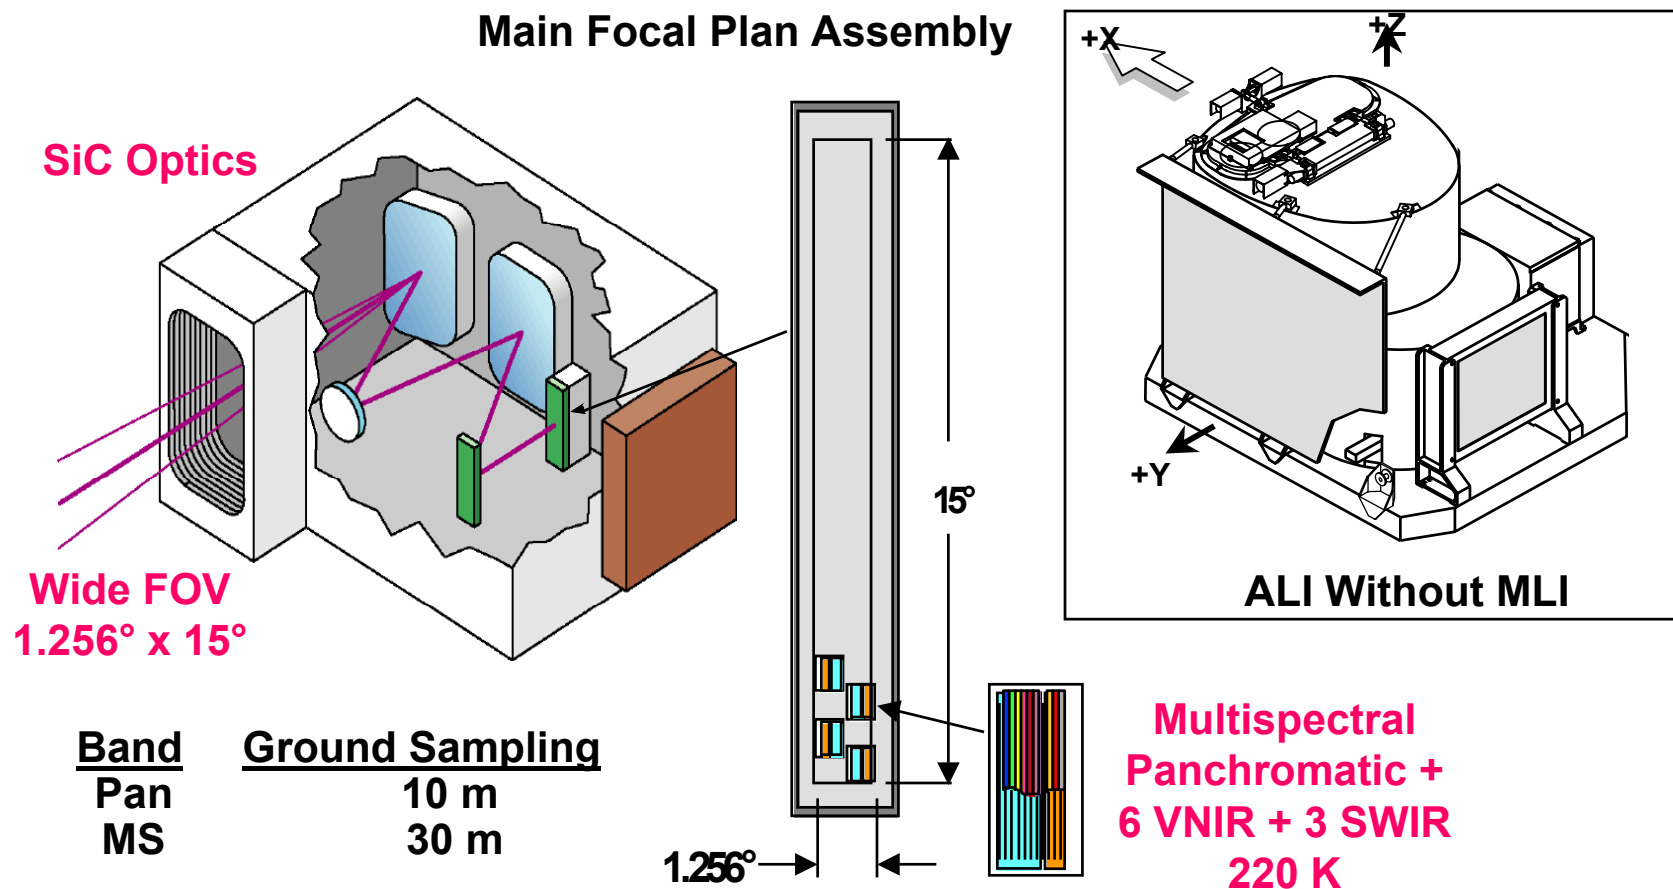 Main Focal Plan Assembly
+X
+Z
SiC Optics
+Y
15°
Wide FOV
1.256° x 15°
ALI Without MLI
Band Ground Sampling
Pan 10 m
MS 30 m
1.256°
Multispectral
Panchromatic +
6 VNIR + 3 SWIR
220 K